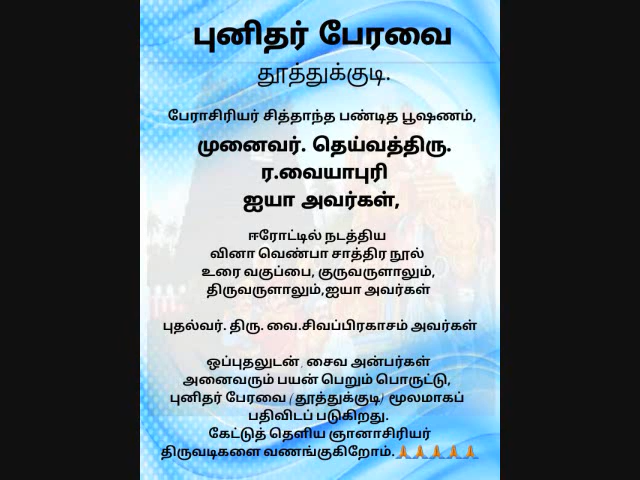 புனிதர் பேரவை
தூத்துக்குடி.
பேராசிரியர் சித்தாந்த பண்டித பூஷணம்,
முனைவர். தெய்வத்திரு.
ர.வையாபுரி
ஐயா அவர்கள்,
ஈரோட்டில் நடத்திய
வினா வெண்பா சாத்திர நூல்
உரை வகுப்பை, குருவருளாலும்,
திருவருளாலும்,ஐயா அவர்கள்
புதல்வர். திரு. வை.சிவப்பிரகாசம் அவர்கள்
ஒப்புதலுடன், சைவ அன்பர்கள்
அனைவரும் பயன் பெறும் பொருட்டு,
புனிதர் பேரவை (தூத்துக்குடி) மூலமாகப்
பதிவிடப் படுகிறது.
கேட்டுத் தெளிய ஞானாசிரியர்
திருவடிகளை வணங்குகிறோம்.🙏🙏🙏🙏🙏